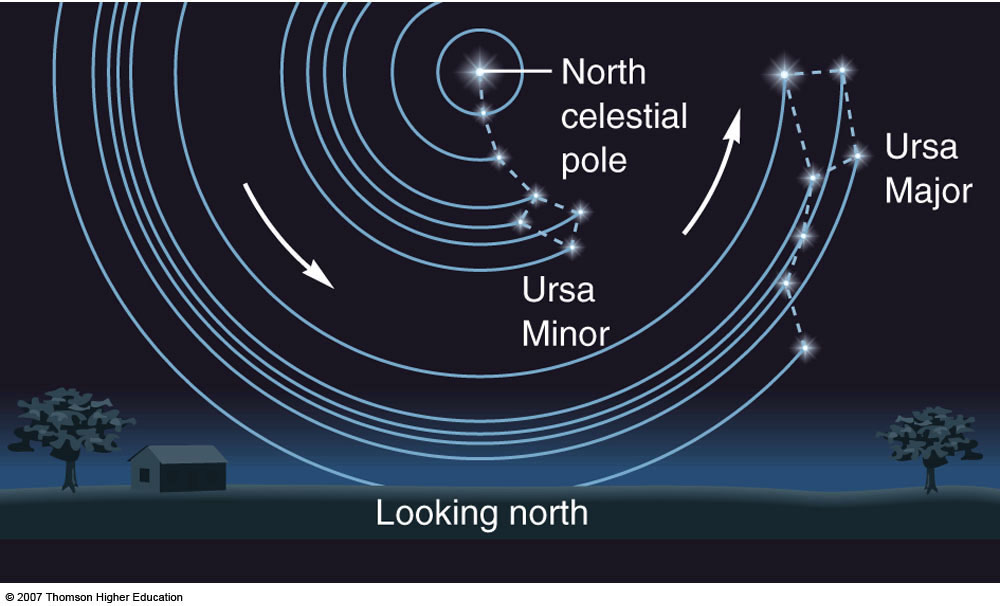 North
celestial
pole
Ursa
Major
Ursa
Minor
Looking north
© 2007 Thomson Higher Education